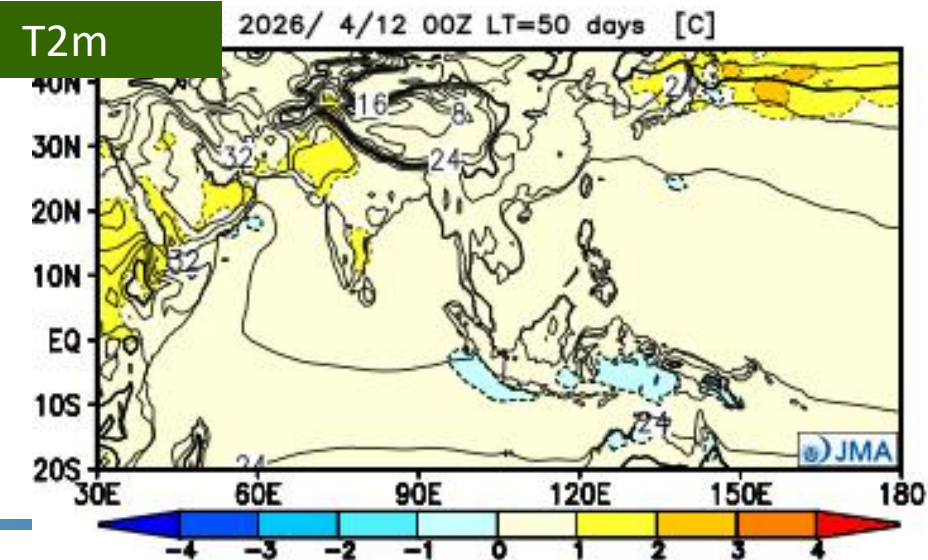 T2m
2026/ 4/12 00Z LT=50 days [C]
40N
30N
20N
10N
EQ
10S
20S
16
8
24
32
24
32
24
24
JMA
30E 60E 90E 120E 150E 180
-4 -3 -2 -1 0 1 2 3 4